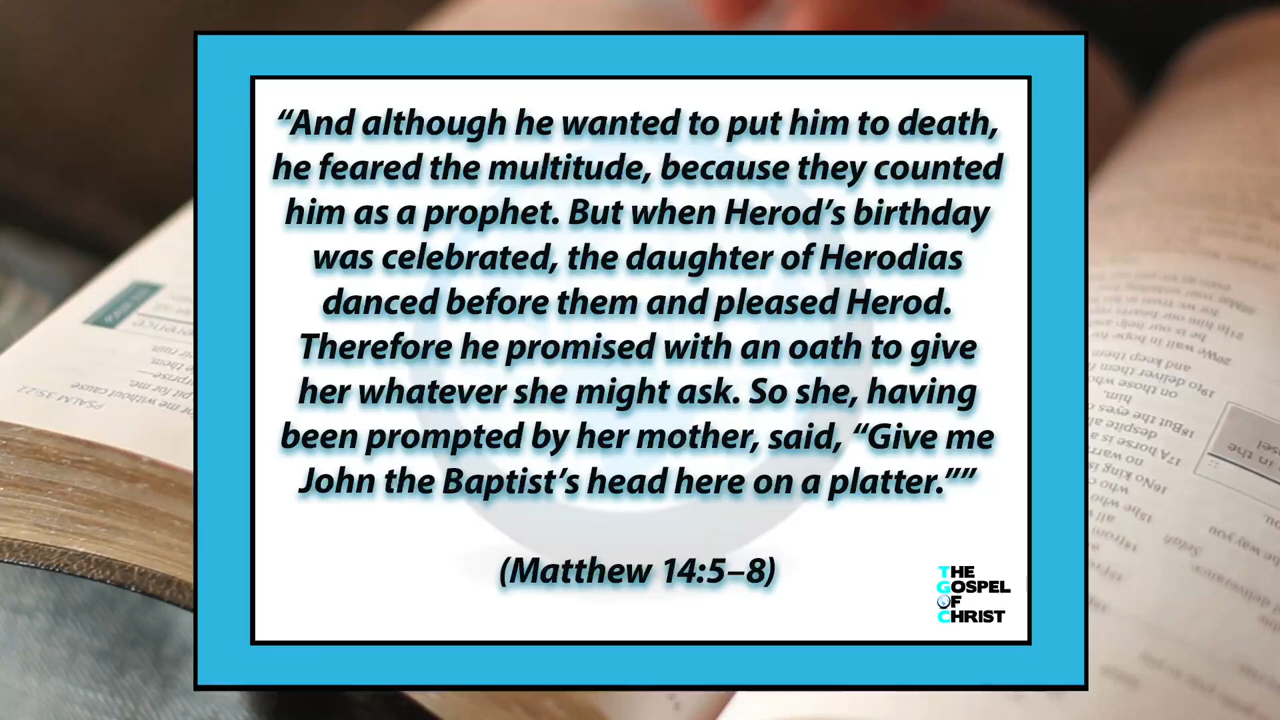 “And although he wanted to put him to death,
he feared the multitude, because they counted
him as a prophet. But when Herod’s birthday
was celebrated, the daughter of Herodias
danced before them and pleased Herod.
Therefore he promised with an oath to give
her whatever she might ask. So she, having
been prompted by her mother, said, “Give me
John the Baptist’s head here on a platter.””
(Matthew 14:5–8)
THE
GOSPEL
OF
CHRIST
PSALM 35:22